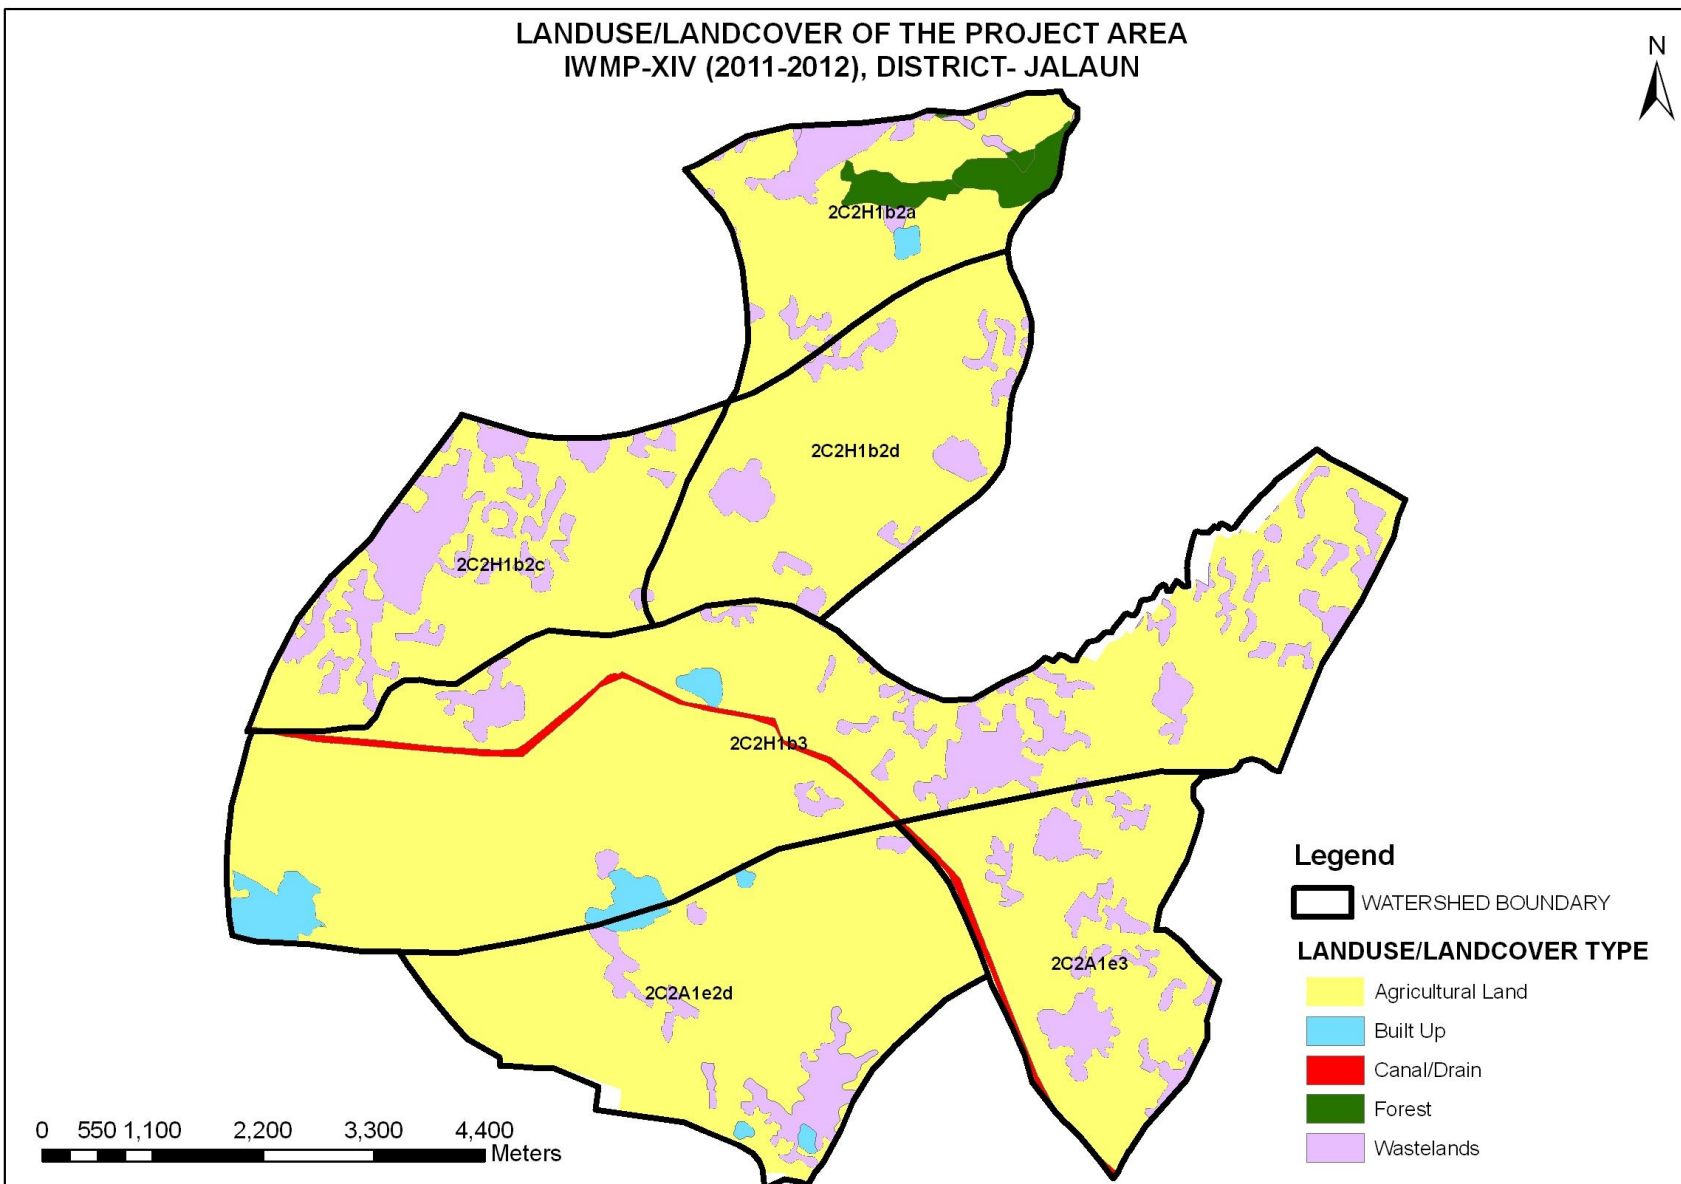 LANDUSE/LANDCOVER OF THE PROJECT AREA
IWMP-XIV (2011-2012), DISTRICT- JALAUN
N
2C2H1b2a
2C2H1b2d
2C2H1b2c
2C2H1b3
2C2A1e3
2C2A1e2d
Legend
WATERSHED BOUNDARY
LANDUSE/LANDCOVER TYPE
Agricultural Land
Built Up
Canal/Drain
Forest
Wastelands
0 550 1,100 2,200 3,300 4,400
Meters